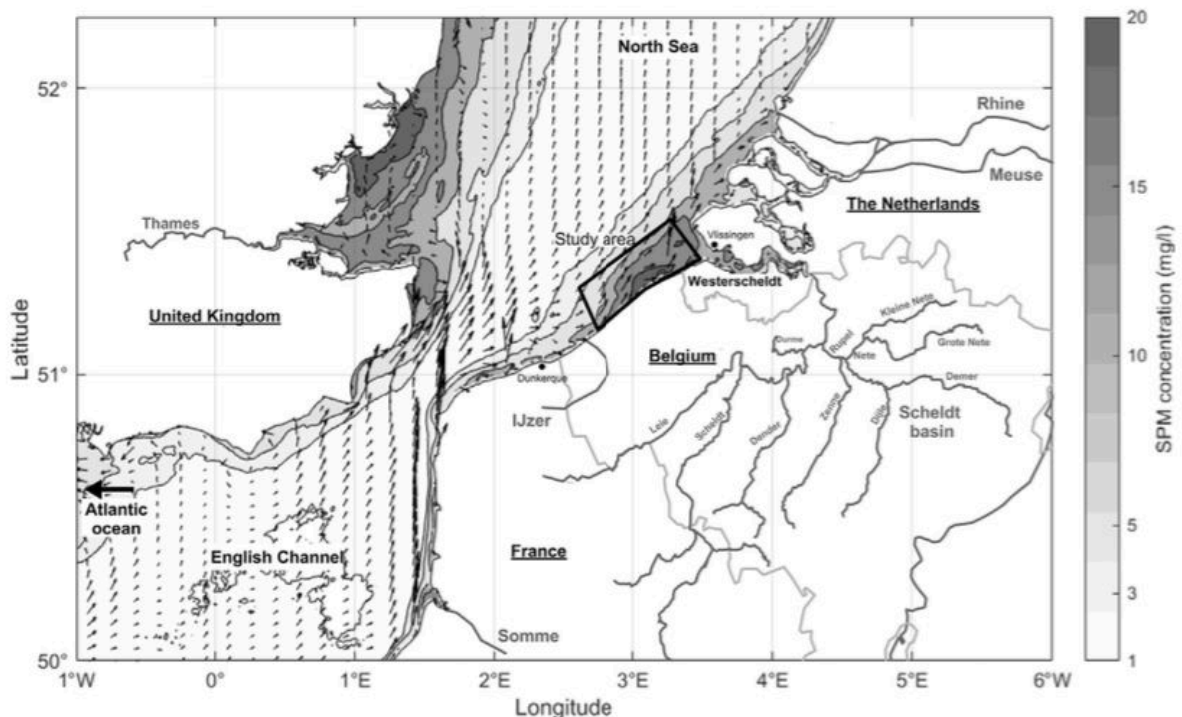 North Sea
20
52°
Rhine
Meuse
15
Thames
The Netherlands
Study area
Vlissingen
Westerscheldt
United Kingdom
Kleine Nete
Belgium
Durme
Rupel
Nete
Grote Nete
10
51°
Dunkerque
Demer
IJzer
Leie
Scheldt
Dender
Zenne
Dijle
Scheldt
basin
Atlantic
ocean
5
English Channel
France
3
Somme
50°
1
1°W
0°
1°E
2°E
3°E
4°E
5°E
6°W
Longitude
Latitude
SPM concentration (mg/l)